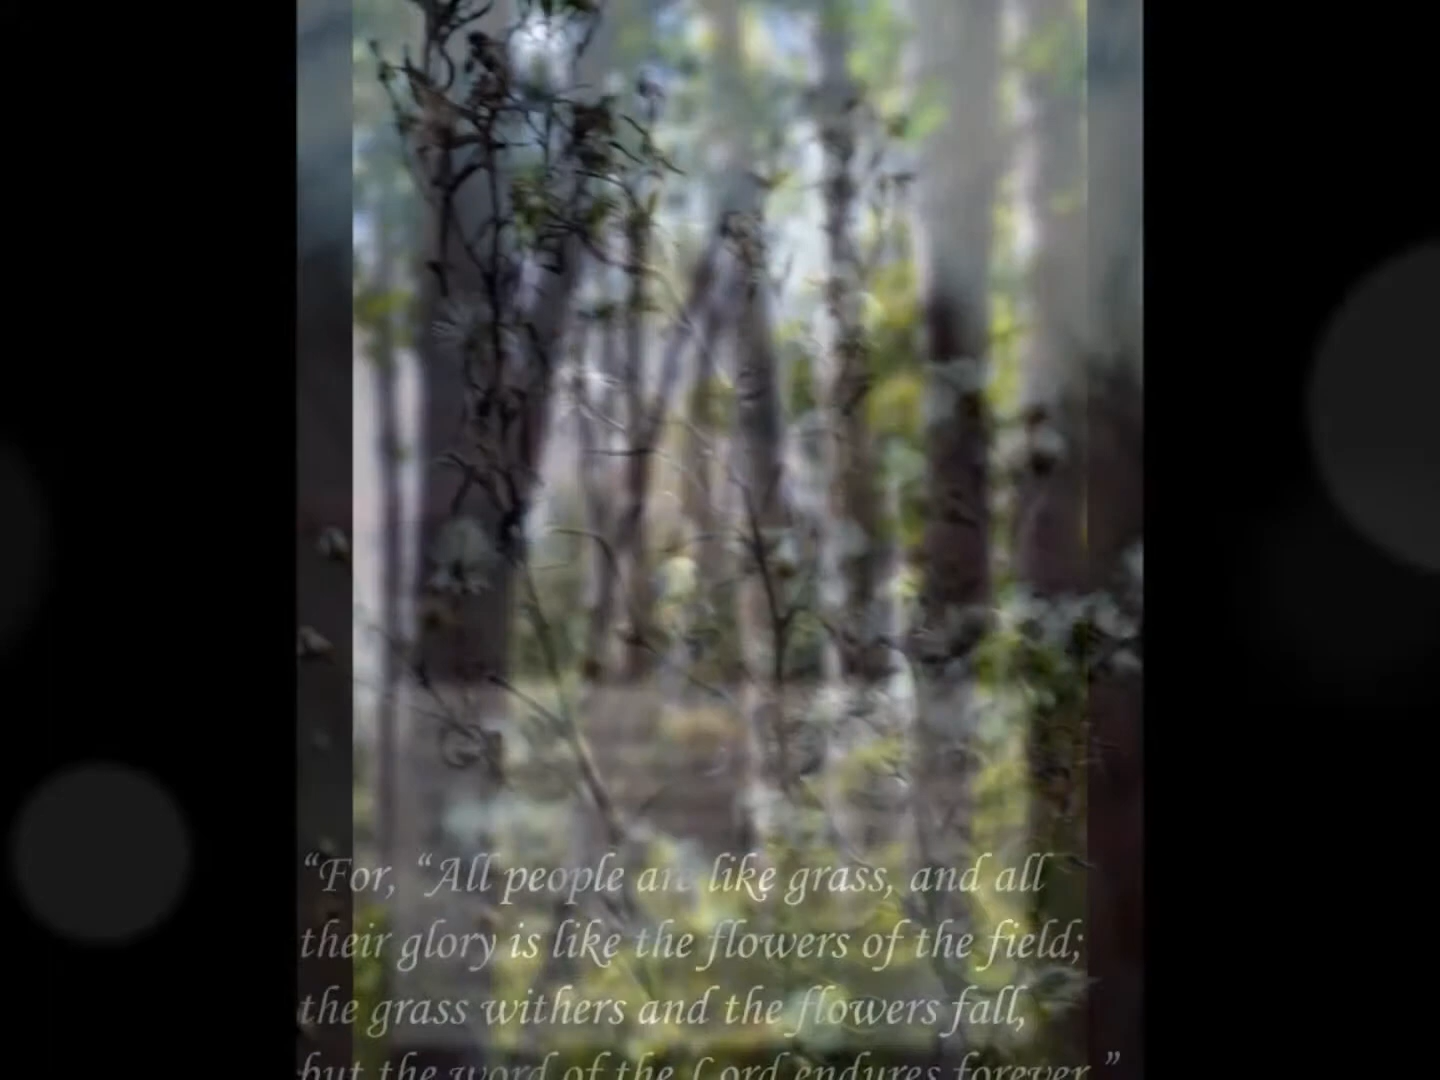 “For, “All people are like grass, and all
their glory is like the flowers of the field;
the grass withers and the flowers fall,
but the word of the Lord endures forever.”